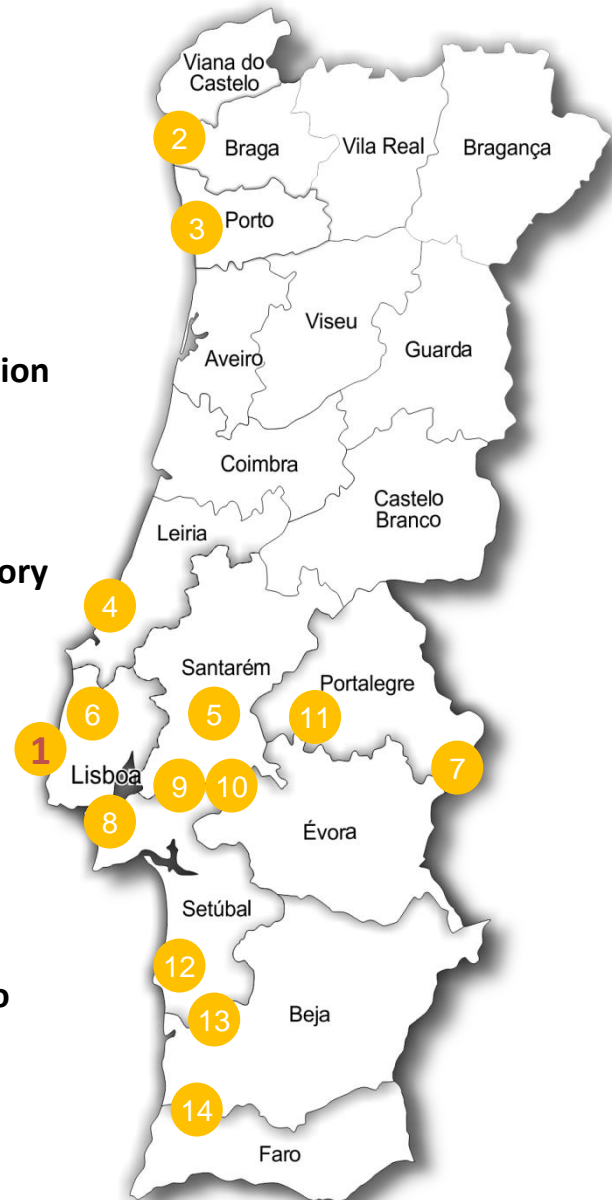 Viana do
Castelo
2
Braga
Vila Real
Bragança
3
Porto
Viseu
Guarda
Aveiro
ion
Coimbra
Castelo
Branco
Leiria
ory
4
Santarém
Portalegre
6
5
11
1
7
Lisboa
9
10
8
Évora
Setúbal
12
o
13
Beja
14
Faro